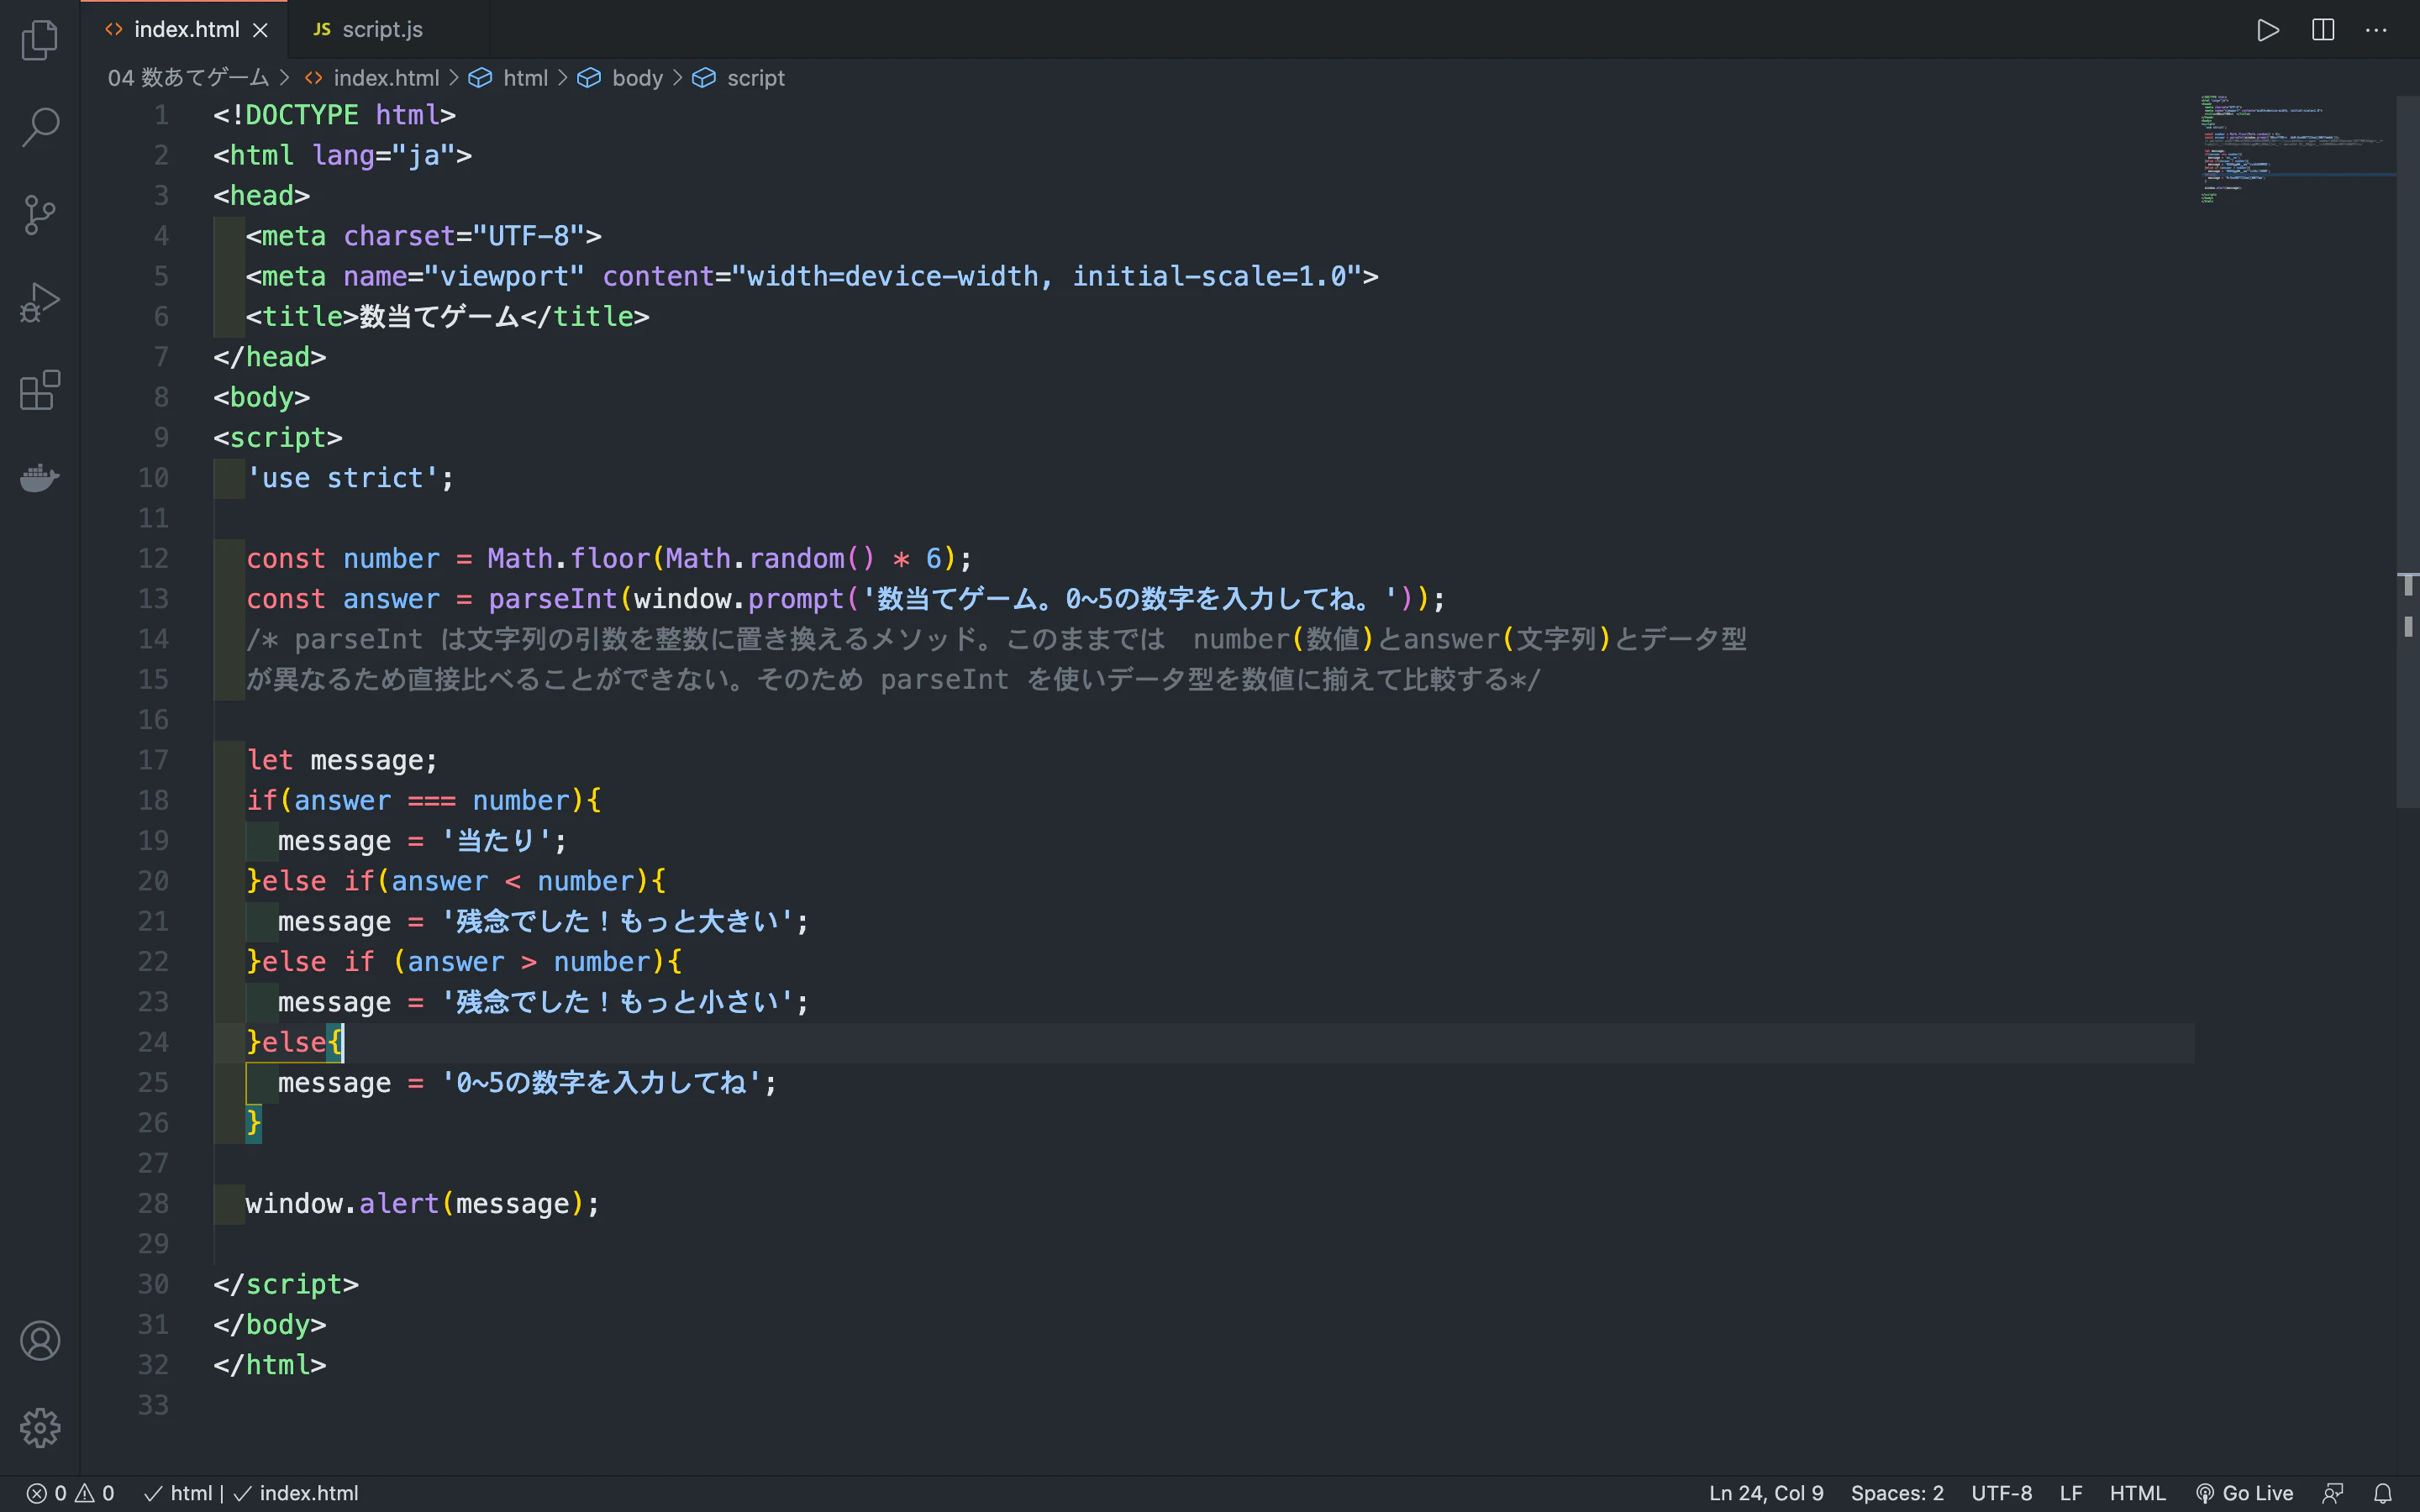 index.html
JS script.js
04 数あてゲーム > index.html > html > body > script
1 <!DOCTYPE html>
2 <html lang="ja">
3 <head>
4 <meta charset="UTF-8">
5 <meta name="viewport" content="width=device-width, initial-scale=1.0">
6 <title>数当てゲーム</title>
7 </head>
8 <body>
9 <script>
10 'use strict';
11
12 const number = Math.floor(Math.random() * 6);
13 const answer = parseInt(window.prompt('数当てゲーム。0~5の数字を入力してね。'));
14 /* parseInt は文字列の引数を整数に置き換えるメソッド。このままでは number(数値)とanswer(文字列)とデータ型
15 が異なるため直接比べることができない。そのため parseInt を使いデータ型を数値に揃えて比較する*/
16
17 let message;
18 if(answer === number){
19 message = '当たり';
20 }else if(answer < number){
21 message = '残念でした！もっと大きい';
22 }else if (answer > number){
23 message = '残念でした！もっと小さい';
24 }else{
25 message = '0~5の数字を入力してね';
26 }
27
28 window.alert(message);
29
30 </script>
31 </body>
32 </html>
33
0 0 html | index.html Ln 24, Col 9 Spaces: 2 UTF-8 LF HTML Go Live